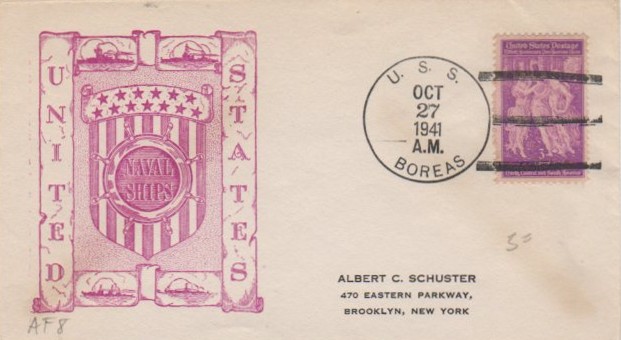 UNITED
STATES
NAVAL
SHIPS
U. S. S.
OCT
27
1941
A.M.
BOREAS
United States Postage
ALBERT C. SCHUSTER
470 EASTERN PARKWAY,
BROOKLYN, NEW YORK
AF8